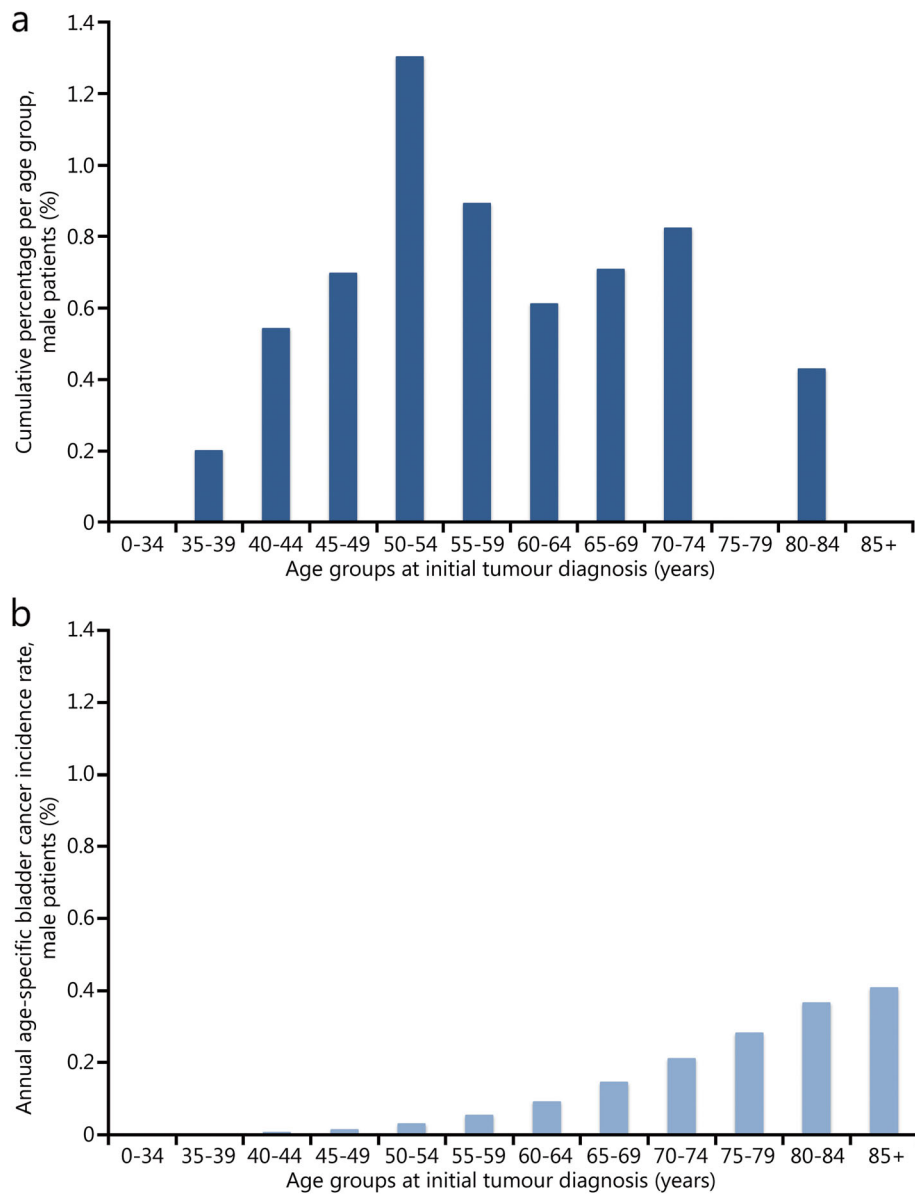 a
Cumulative percentage per age group,
male patients (%)
1.4
1.2
1.0
0.8
0.6
0.4
0.2
0
0-34 35-39 40-44 45-49 50-54 55-59 60-64 65-69 70-74 75-79 80-84 85+
Age groups at initial tumour diagnosis (years)
b
Annual age-specific bladder cancer incidence rate,
male patients (%)
1.4
1.2
1.0
0.8
0.6
0.4
0.2
0
0-34 35-39 40-44 45-49 50-54 55-59 60-64 65-69 70-74 75-79 80-84 85+
Age groups at initial tumour diagnosis (years)